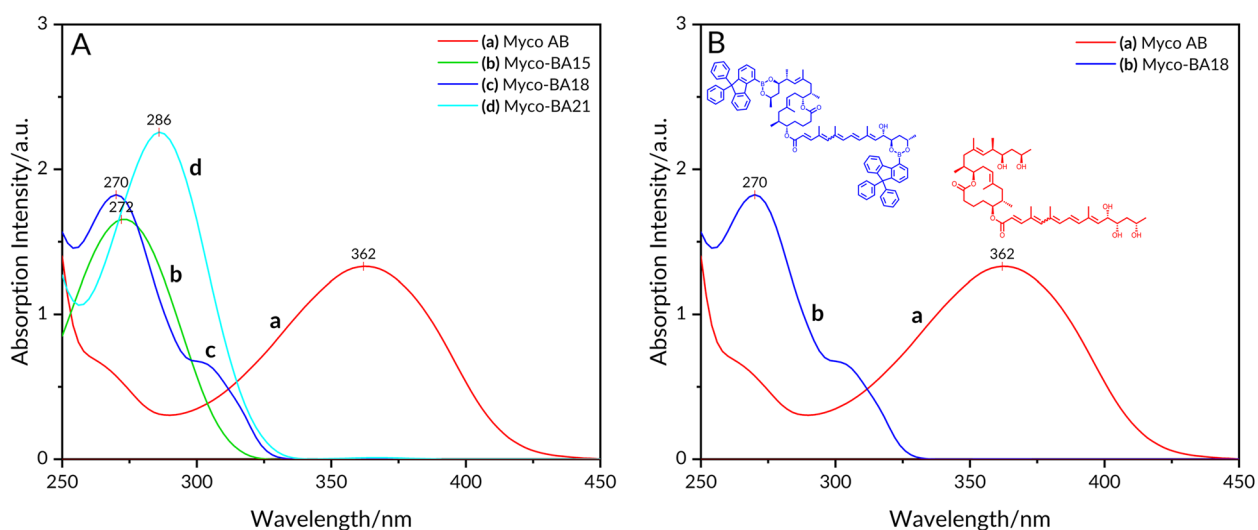 A
(a) Myco AB
(b) Myco-BA15
(c) Myco-BA18
(d) Myco-BA21
286
d
270
272
b
362
a
c
3
2
1
0
250
300
350
400
450
Absorption Intensity/a.u.
Wavelength/nm
B
(a) Myco AB
(b) Myco-BA18
270
b
362
a
3
2
1
0
250
300
350
400
450
Absorption Intensity/a.u.
Wavelength/nm